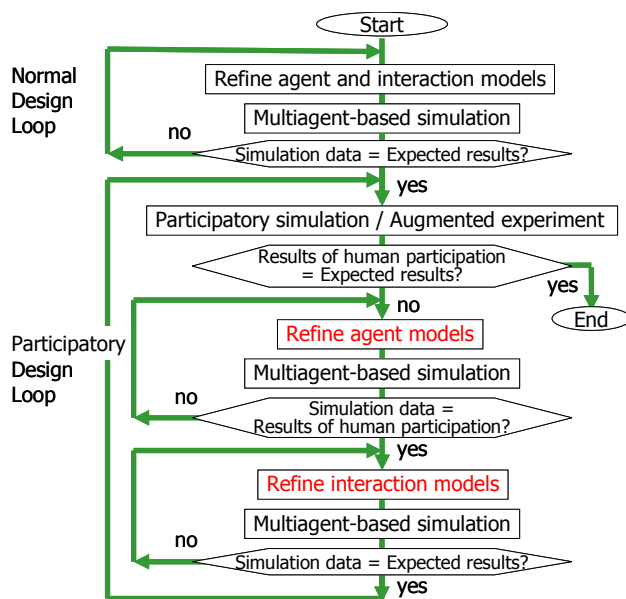 Start
Normal
Design
Loop
Refine agent and interaction models
Multiagent-based simulation
no
Simulation data = Expected results?
yes
Participatory simulation / Augmented experiment
Results of human participation
= Expected results?
yes
no
End
Participatory
Design
Loop
Refine agent models
Multiagent-based simulation
no
Simulation data =
Results of human participation?
yes
Refine interaction models
Multiagent-based simulation
no
Simulation data = Expected results?
yes